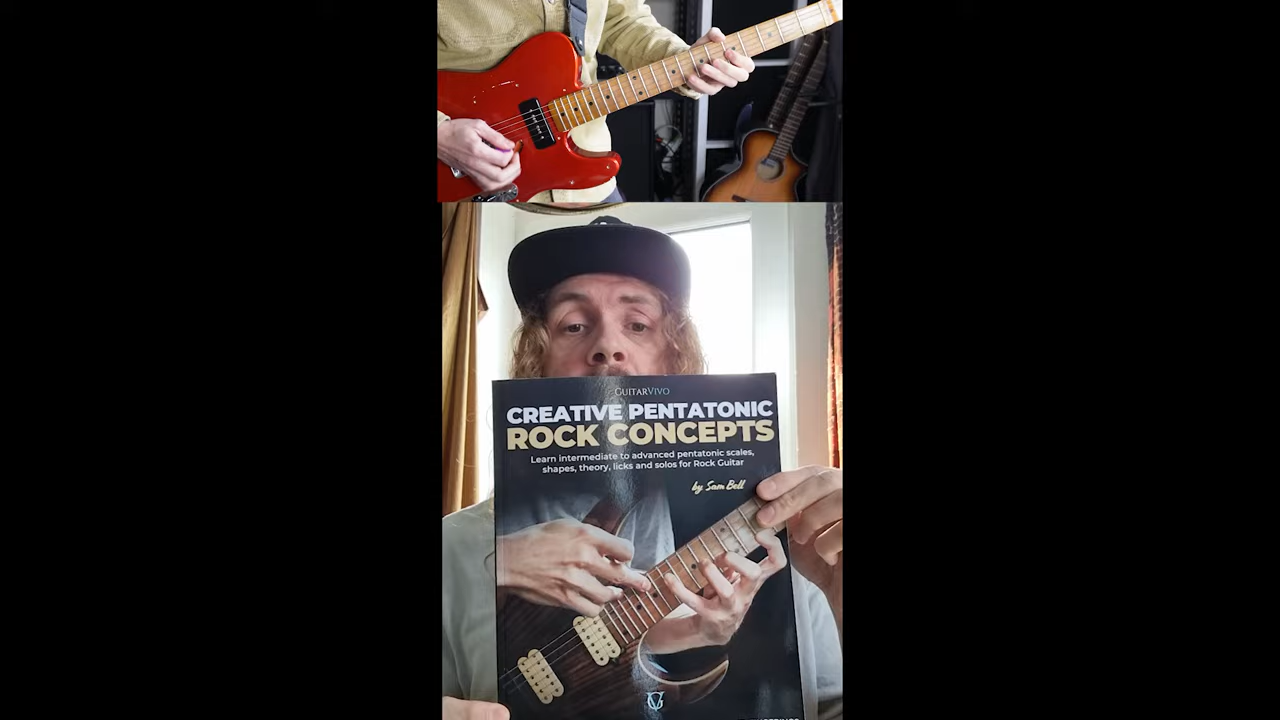 GUITARVIVO
CREATIVE PENTATONIC
ROCK CONCEPTS
Learn intermediate to advanced pentatonic scales,
shapes, theory, licks and solos for Rock Guitar
by Sam Bell